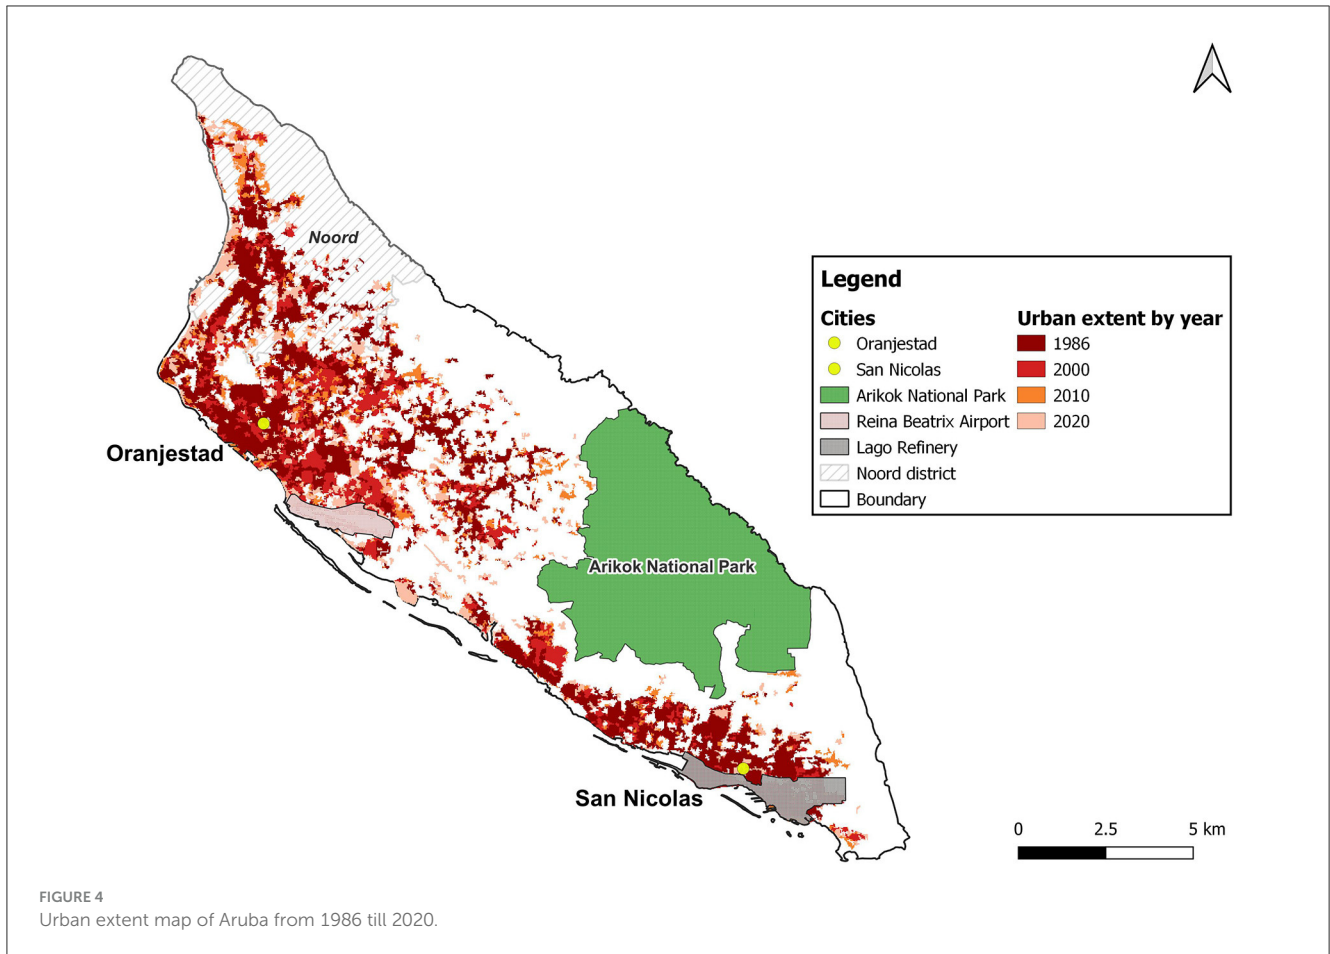 Noord
Oranjestad
Arikok National Park
San Nicolas
Legend
Cities
Oranjestad
San Nicolas
Arikok National Park
Reina Beatrix Airport
Lago Refinery
Noord district
Boundary
Urban extent by year
1986
2000
2010
2020
0 2.5 5 km
FIGURE 4
Urban extent map of Aruba from 1986 till 2020.